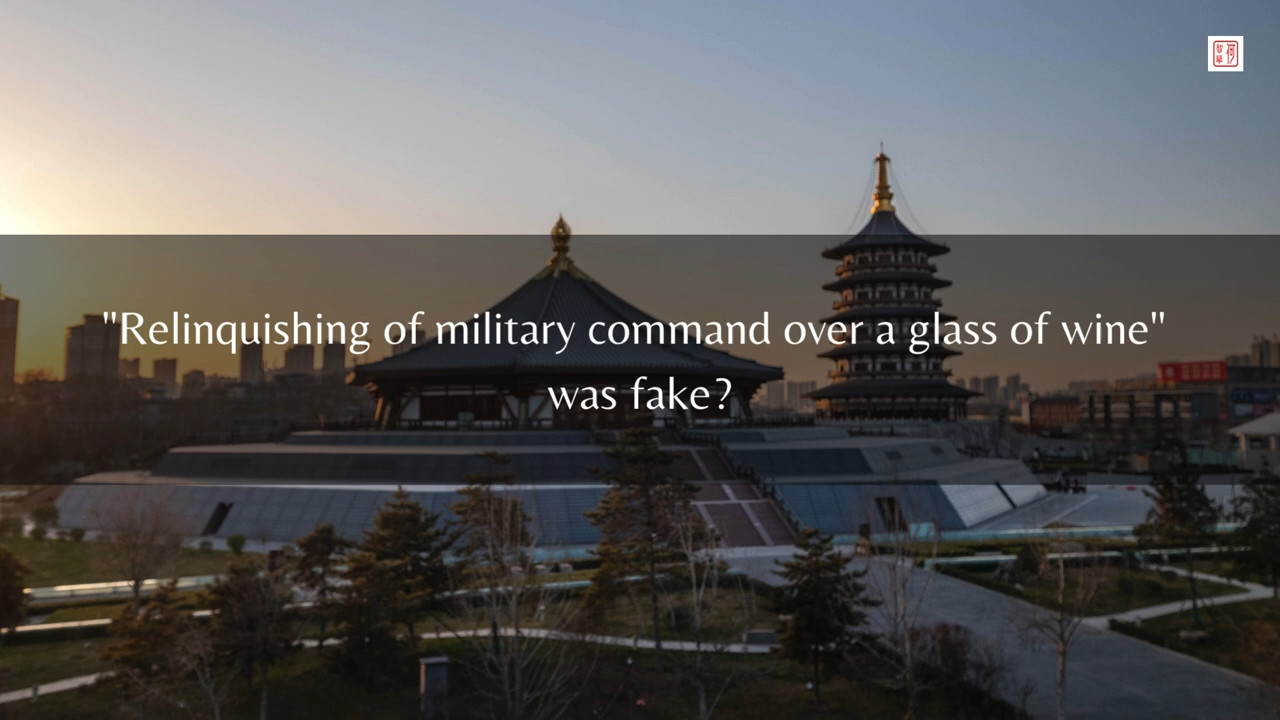 "Relinquishing of military command over a glass of wine"
was fake?